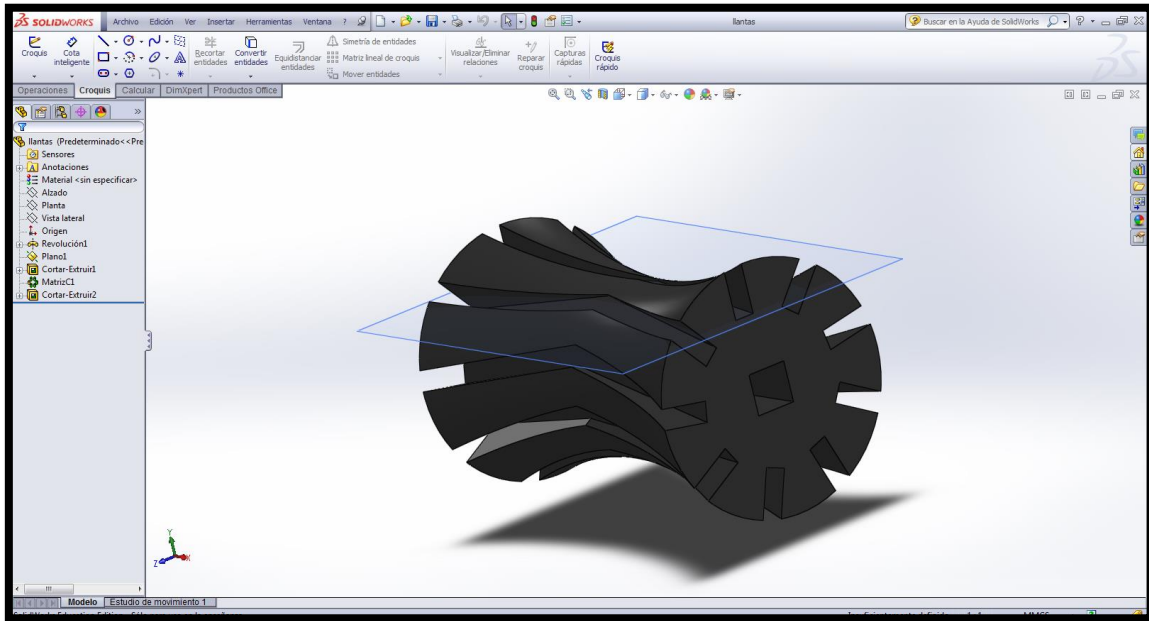 SOLIDWORKS Archivo Edición Ver Insertar Herramientas Ventana ? llantas Buscar en la Ayuda de SolidWorks
Croquis Cota inteligente Recortar entidades Convertir entidades Equidistanciar entidades Simetría de entidades Matriz lineal de croquis Mover entidades Visualizar/Eliminar relaciones Reparar croquis Capturas rápidas Croquis rápido
Operaciones Croquis Calcular DimXpert Productos Office
llantas (Predeterminado<<Pre
Sensores
Anotaciones
Material <sin especificar>
Alzado
Planta
Vista lateral
Origen
Revolución1
Plano1
Cortar-Extruir1
MatrizC1
Cortar-Extruir2
Y
Z X
Modelo Estudio de movimiento 1